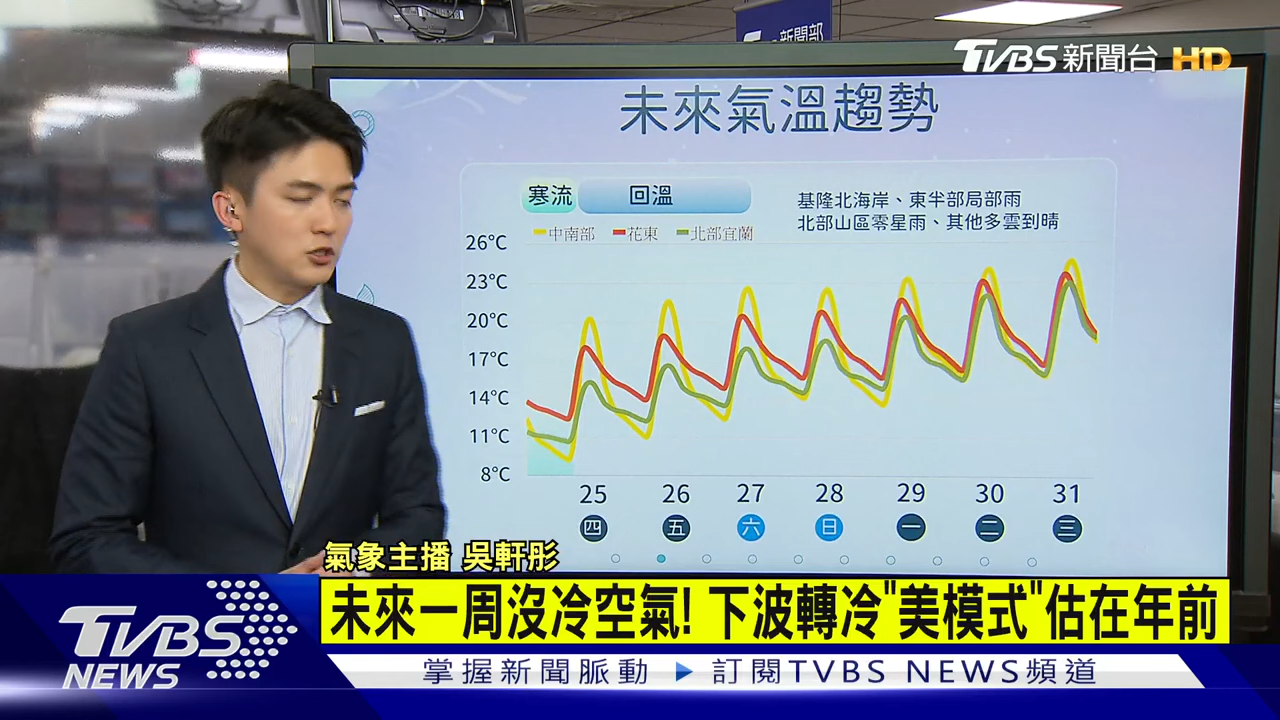 新聞部
TVBS新聞台 HD
未來氣溫趨勢
寒流 回溫
基隆北海岸、東半部局部雨
北部山區零星雨、其他多雲到晴
中南部 花東 北部宜蘭
26°C
23°C
20°C
17°C
14°C
11°C
8°C
25 26 27 28 29 30 31
四 五 六 日 一 二 三
氣象主播 吳軒彤
未來一周沒冷空氣! 下波轉冷"美模式"估在年前
TVBS
NEWS
掌握新聞脈動 ▶ 訂閱TVBS NEWS頻道